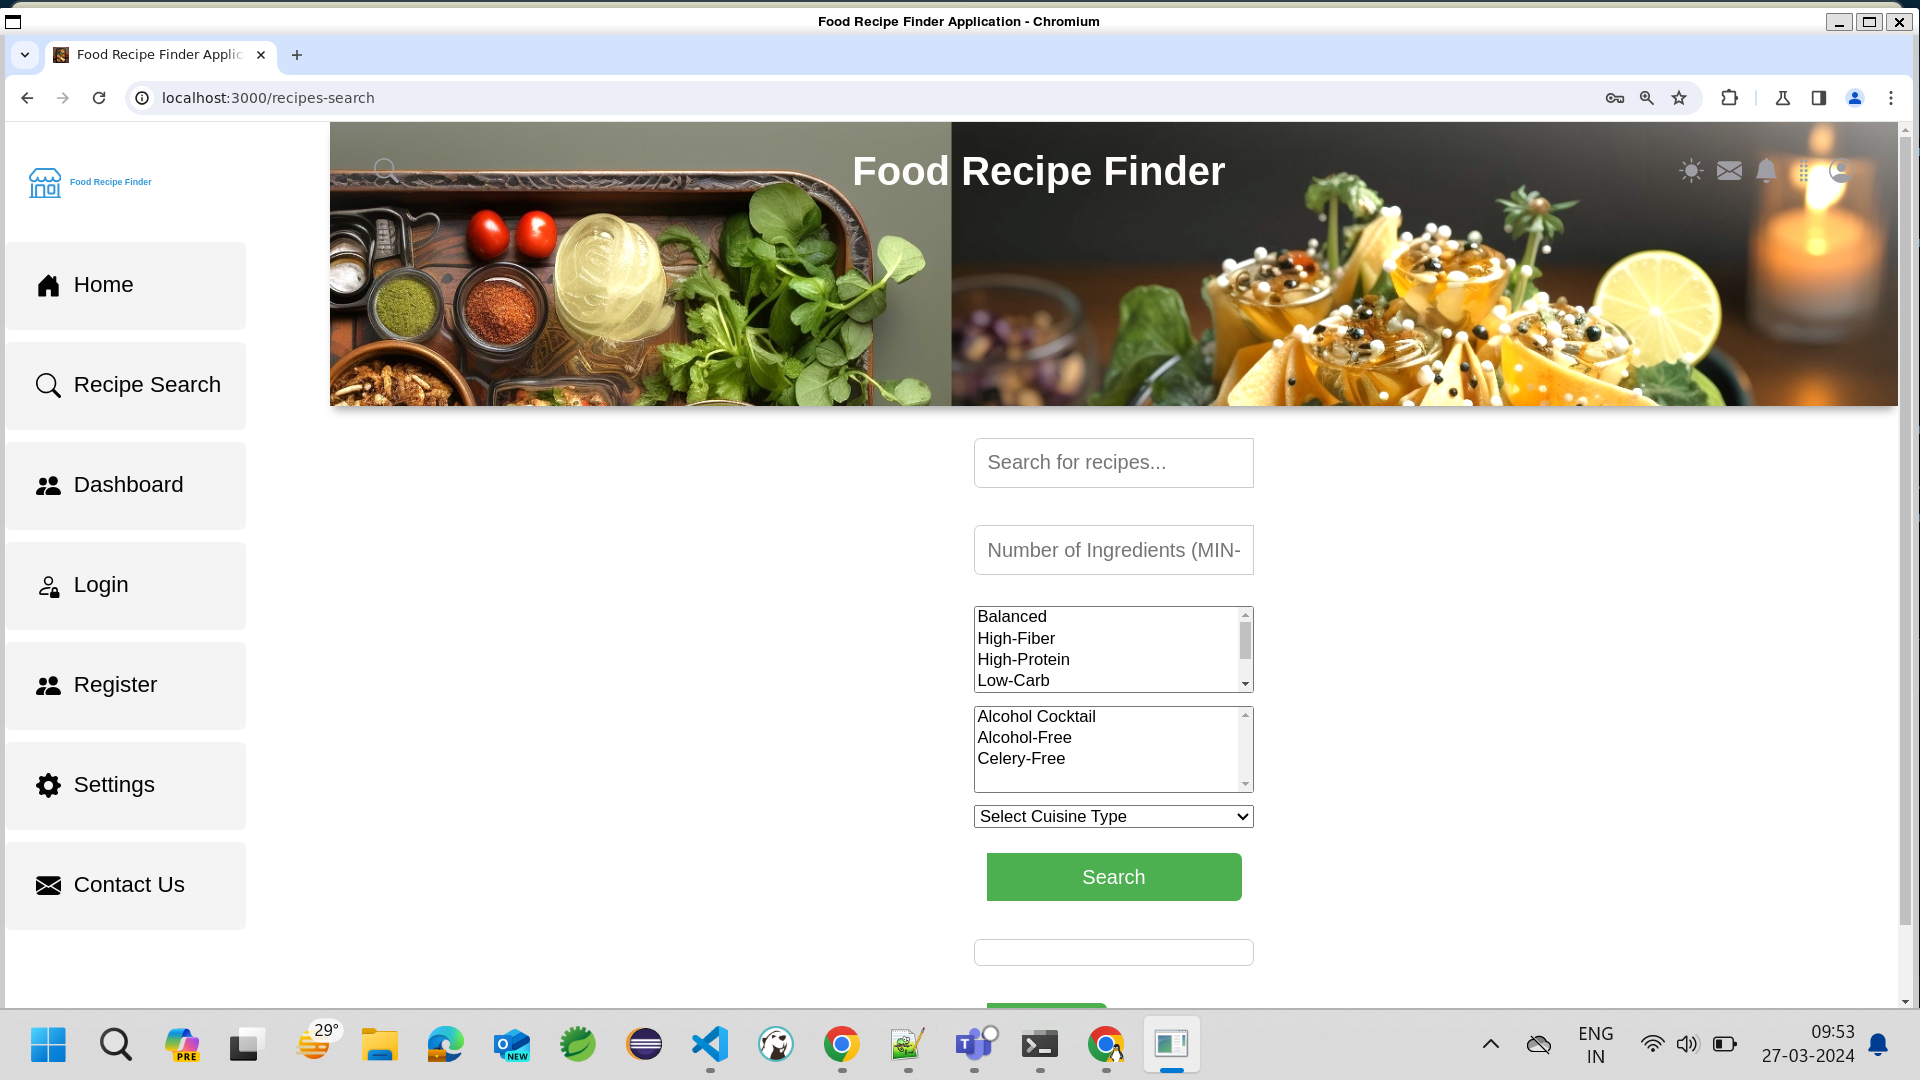 Food Recipe Finder Application - Chromium
Food Recipe Finder Applic
localhost:3000/recipes-search
Food Recipe Finder
Food Recipe Finder
Home
Recipe Search
Dashboard
Login
Register
Settings
Contact Us
Search for recipes...
Number of Ingredients (MIN-
Balanced
High-Fiber
High-Protein
Low-Carb
Alcohol Cocktail
Alcohol-Free
Celery-Free
Select Cuisine Type
Search
PRE
29°
NEW
ENG
IN
09:53
27-03-2024